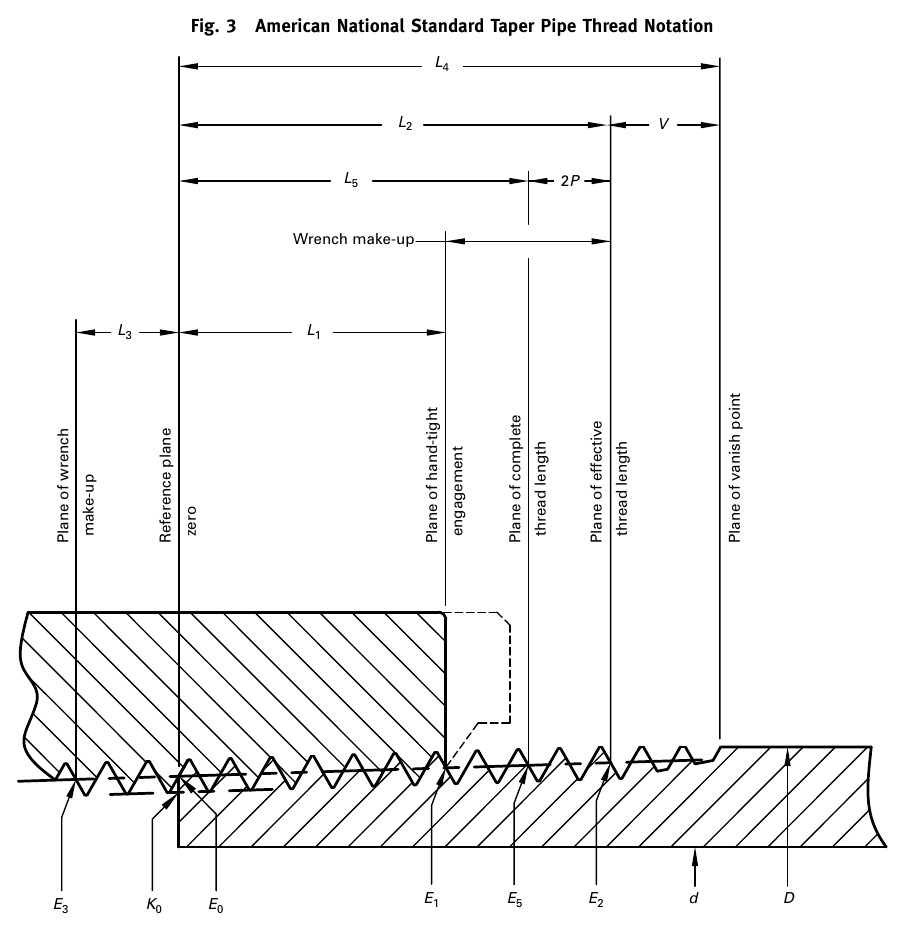 Fig. 3 American National Standard Taper Pipe Thread Notation
L4
L2
V
L5
2P
Wrench make-up
L3
L1
Plane of wrench
make-up
Reference plane
zero
Plane of hand-tight
engagement
Plane of complete
thread length
Plane of effective
thread length
Plane of vanish point
E3
K0
E0
E1
E5
E2
d
D